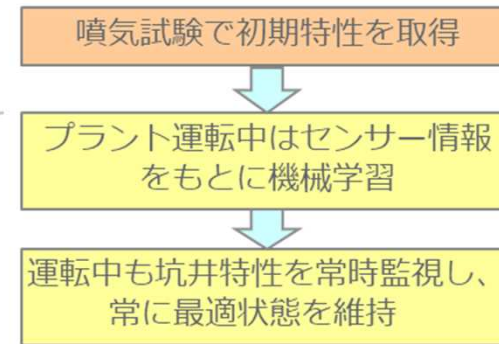 噴気試験で初期特性を取得
プラント運転中はセンサー情報
をもとに機械学習
運転中も坑井特性を常時監視し、
常に最適状態を維持